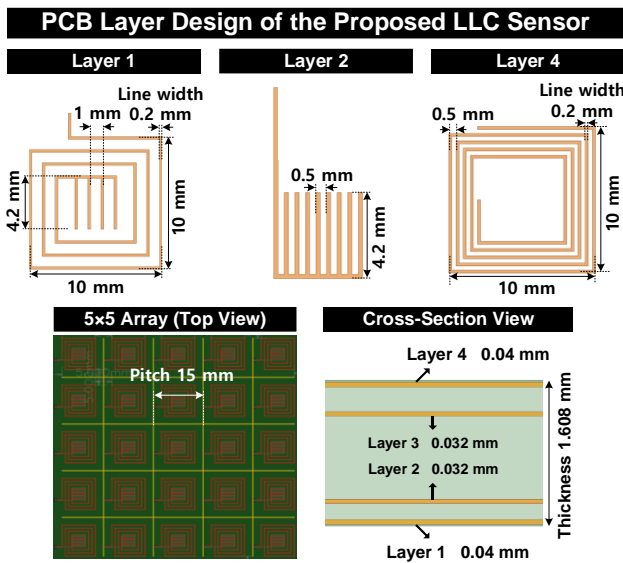 PCB Layer Design of the Proposed LLC Sensor
Layer 1
Layer 2
Layer 4
Line width
1 mm
0.2 mm
4.2 mm
10 mm
10 mm
0.5 mm
4.2 mm
Line width
0.5 mm
0.2 mm
10 mm
10 mm
5×5 Array (Top View)
Pitch 15 mm
Cross-Section View
Layer 4 0.04 mm
Layer 3 0.032 mm
Layer 2 0.032 mm
Layer 1 0.04 mm
Thickness 1.608 mm